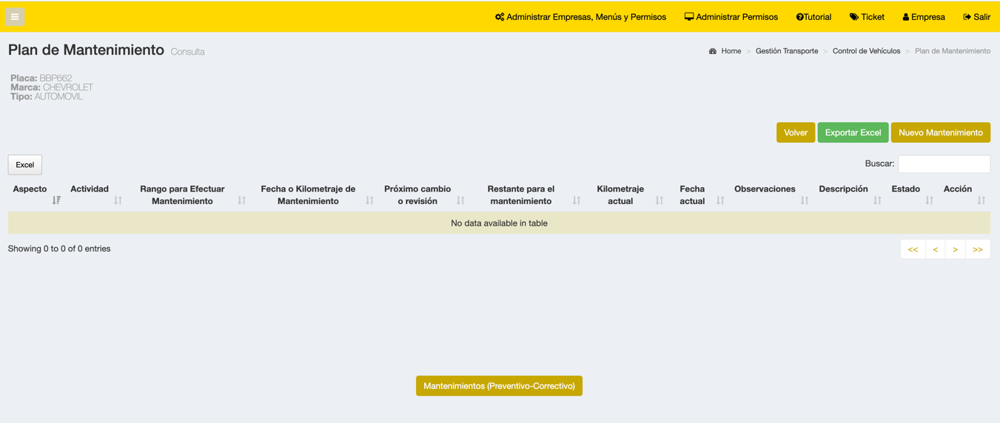 Administrar Empresas, Menús y Permisos Administrar Permisos Tutorial Ticket Empresa Salir
Plan de Mantenimiento Consulta
Home > Gestión Transporte > Control de Vehículos > Plan de Mantenimiento
Placa: BBP662
Marca: CHEVROLET
Tipo: AUTOMOVIL
Volver Exportar Excel Nuevo Mantenimiento
Excel
Buscar:
Aspecto Actividad Rango para Efectuar Mantenimiento Fecha o Kilometraje de Mantenimiento Próximo cambio o revisión Restante para el mantenimiento Kilometraje actual Fecha actual Observaciones Descripción Estado Acción
No data available in table
Showing 0 to 0 of 0 entries
<< < > >>
Mantenimientos (Preventivo-Correctivo)